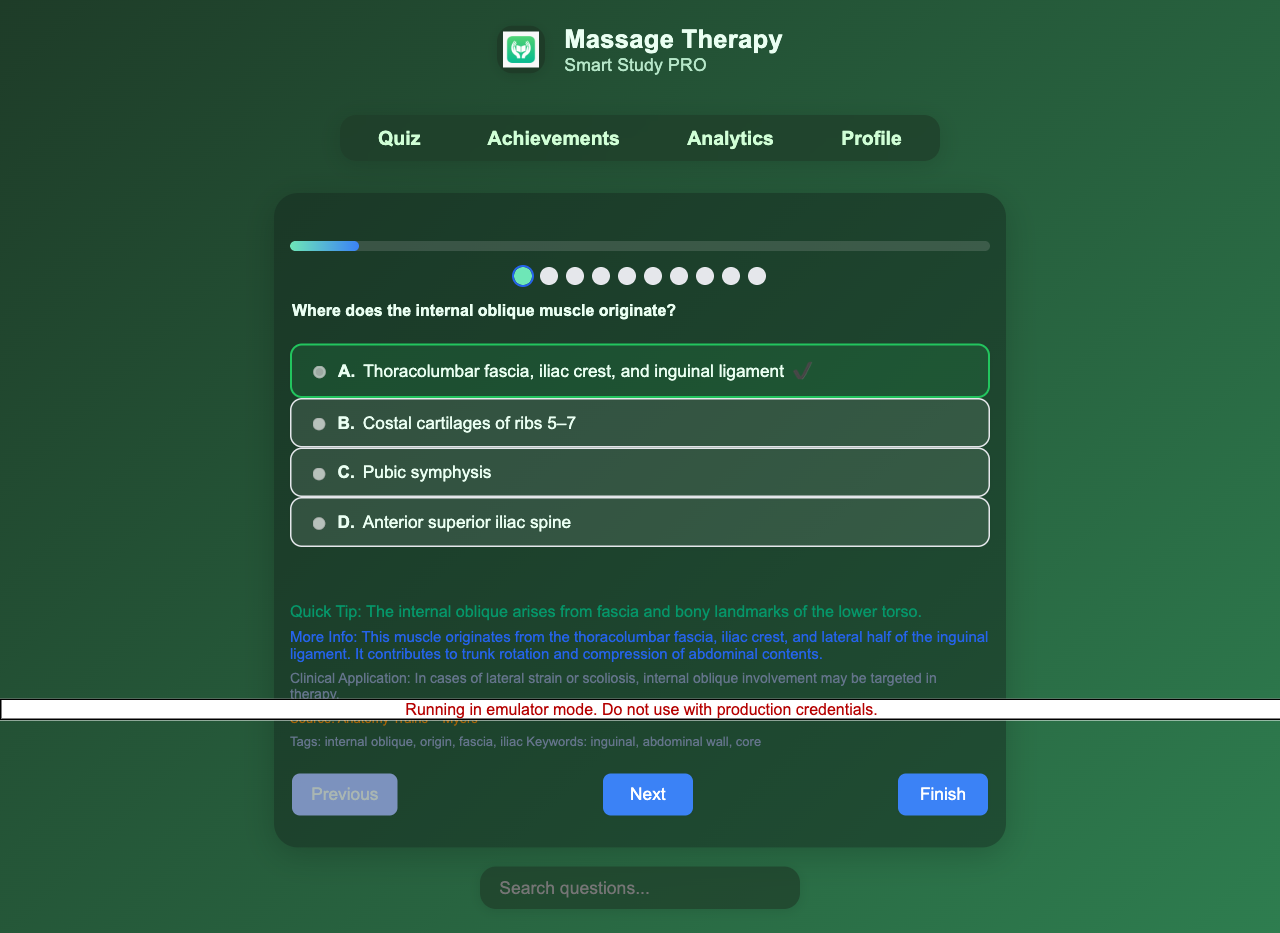 Massage Therapy
Smart Study PRO
Quiz Achievements Analytics Profile
Where does the internal oblique muscle originate?
A. Thoracolumbar fascia, iliac crest, and inguinal ligament ✔
B. Costal cartilages of ribs 5–7
C. Pubic symphysis
D. Anterior superior iliac spine
Quick Tip: The internal oblique arises from fascia and bony landmarks of the lower torso.
More Info: This muscle originates from the thoracolumbar fascia, iliac crest, and lateral half of the inguinal
ligament. It contributes to trunk rotation and compression of abdominal contents.
Clinical Application: In cases of lateral strain or scoliosis, internal oblique involvement may be targeted in
therapy.
Running in emulator mode. Do not use with production credentials.
Tags: internal oblique, origin, fascia, iliac Keywords: inguinal, abdominal wall, core
Previous Next Finish
Search questions...